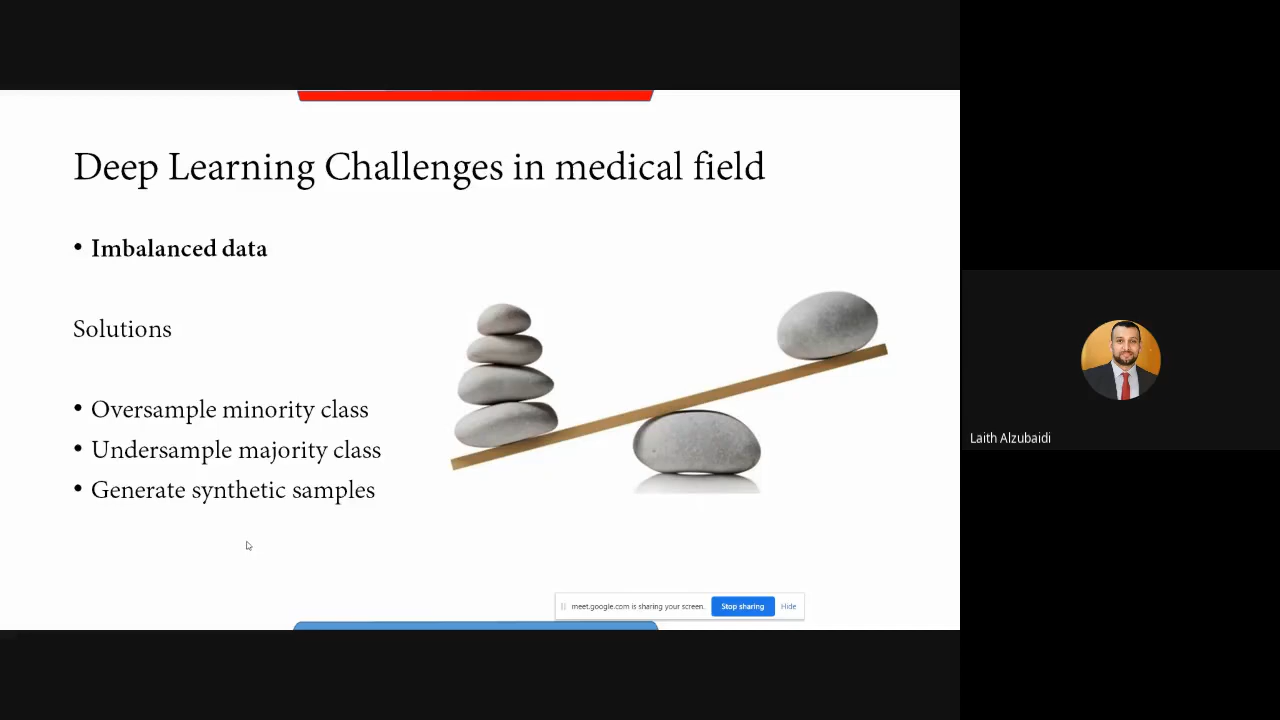 Deep Learning Challenges in medical field
• Imbalanced data
Solutions
• Oversample minority class
• Undersample majority class
• Generate synthetic samples
Laith Alzubaidi
meet.google.com is sharing your screen. Stop sharing Hide